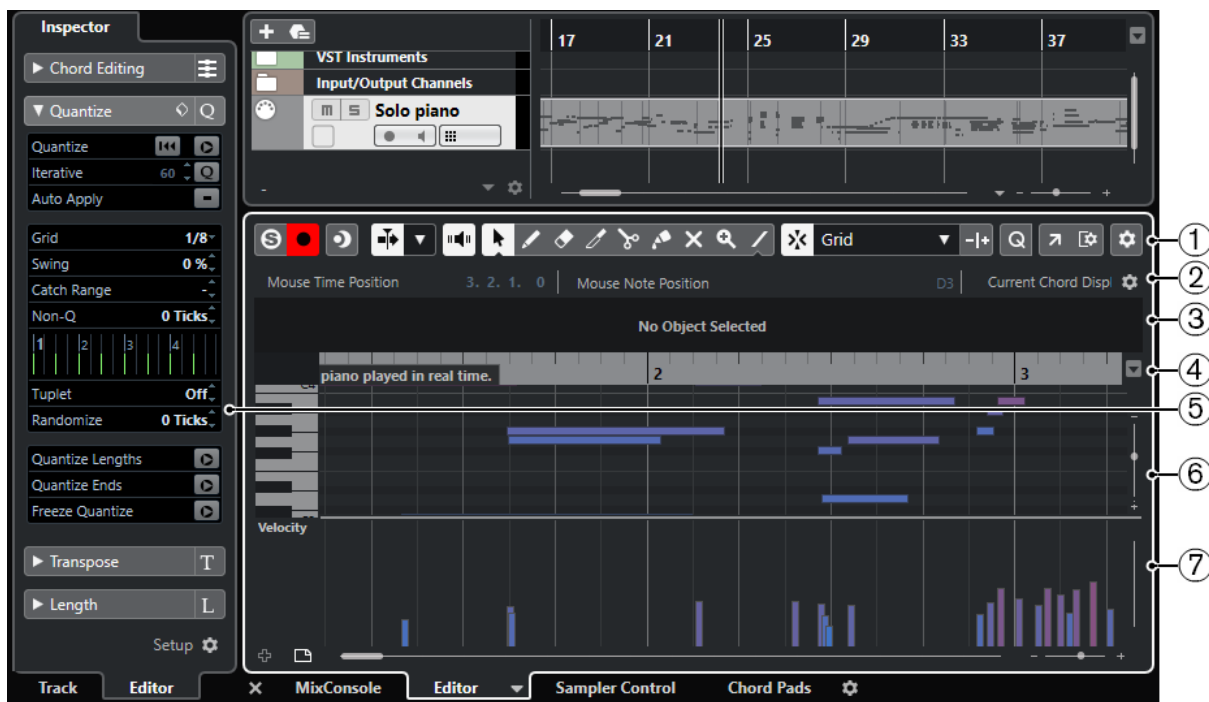 Inspector
Chord Editing
Quantize Q
Quantize
Iterative 60 Q
Auto Apply
Grid 1/8
Swing 0 %
Catch Range -
Non-Q 0 Ticks
1 2 3 4
Tuplet Off
Randomize 0 Ticks
Quantize Lengths
Quantize Ends
Freeze Quantize
Transpose T
Length L
Setup
Track Editor
17 21 25 29 33 37
VST Instruments
Input/Output Channels
m S Solo piano
-
- +
S Grid Q
Mouse Time Position 3. 2. 1. 0 Mouse Note Position D3 Current Chord Displ
No Object Selected
piano played in real time. 2 3
C4
Velocity
- +
MixConsole Editor Sampler Control Chord Pads
1
2
3
4
5
6
7